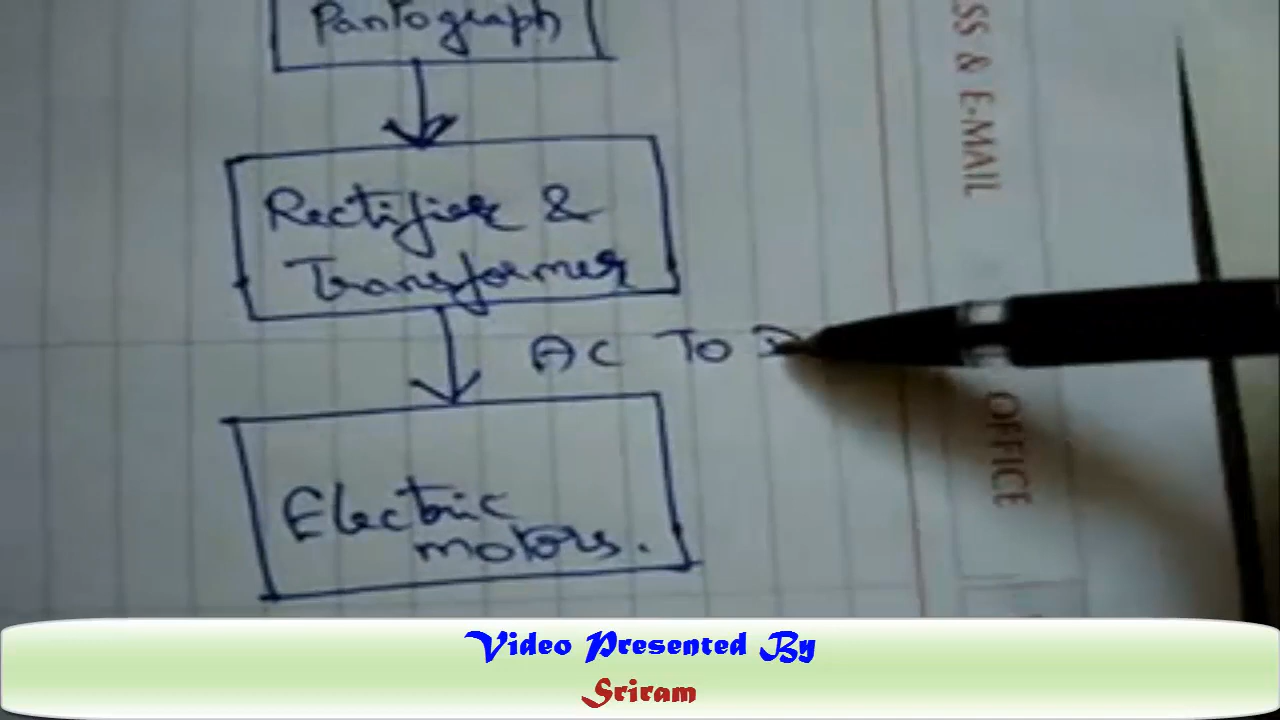 Pantograph
Rectifier &
Transformer
AC To D
Electric
motors.
SS & E-MAIL
OFFICE
Video Presented By
Sriram